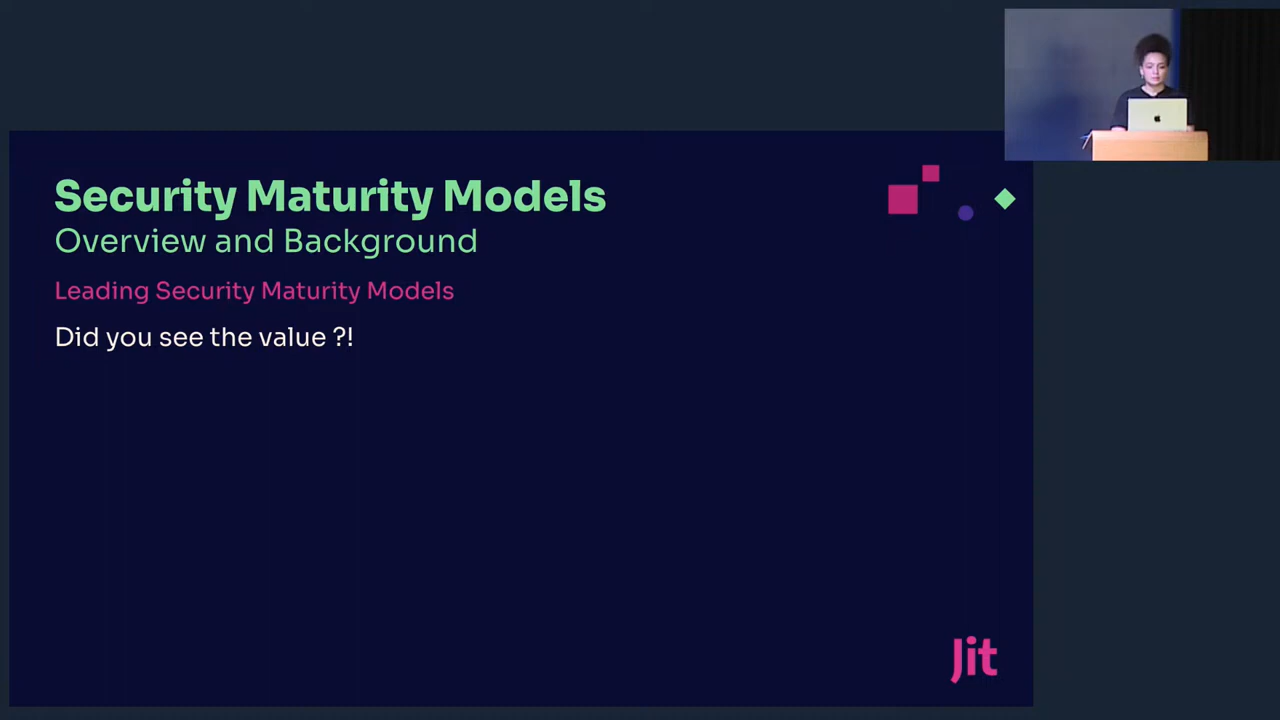 Security Maturity Models
Overview and Background
Leading Security Maturity Models
Did you see the value ?!
Jit